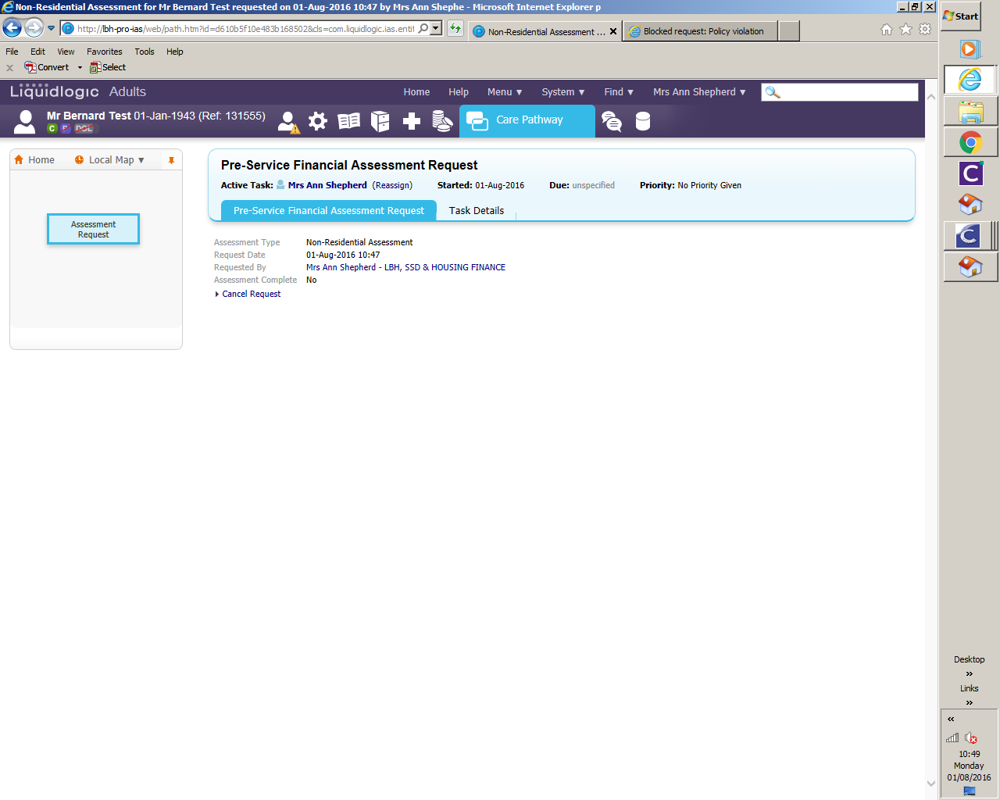 Non-Residential Assessment for Mr Bernard Test requested on 01-Aug-2016 10:47 by Mrs Ann Shephe - Microsoft Internet Explorer p
http://lbh-pro-ias/web/path.htm?id=d610b5f10e483b168502&cls=com.liquidlogic.ias.entit
Non-Residential Assessment ...
Blocked request: Policy violation
File Edit View Favorites Tools Help
x Convert Select
Liquidlogic Adults
Home Help Menu ▼ System ▼ Find ▼ Mrs Ann Shepherd ▼
Mr Bernard Test 01-Jan-1943 (Ref: 131555)
C P DOL
Care Pathway
Home Local Map ▼
Assessment
Request
Pre-Service Financial Assessment Request
Active Task: Mrs Ann Shepherd (Reassign) Started: 01-Aug-2016 Due: unspecified Priority: No Priority Given
Pre-Service Financial Assessment Request Task Details
Assessment Type Non-Residential Assessment
Request Date 01-Aug-2016 10:47
Requested By Mrs Ann Shepherd - LBH, SSD & HOUSING FINANCE
Assessment Complete No
Cancel Request
Start
Desktop
»
Links
»
«
10:49
Monday
01/08/2016